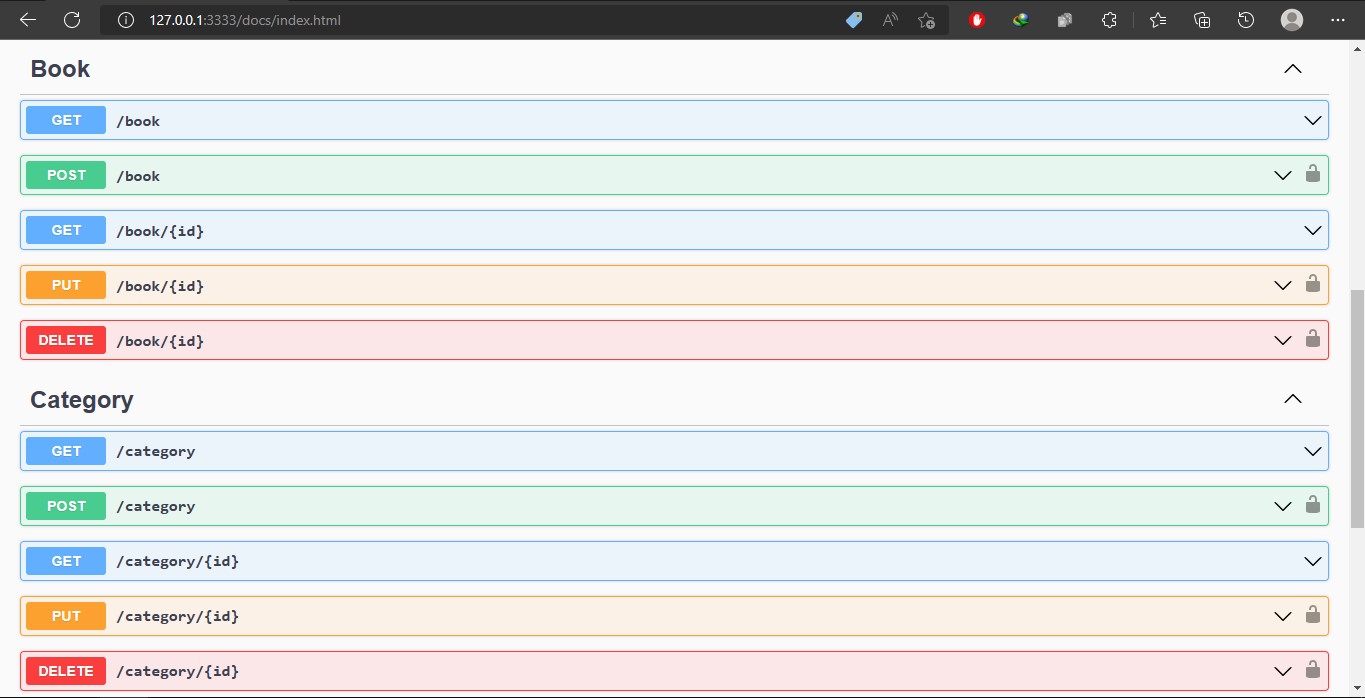 127.0.0.1:3333/docs/index.html
Book
GET /book
POST /book
GET /book/{id}
PUT /book/{id}
DELETE /book/{id}
Category
GET /category
POST /category
GET /category/{id}
PUT /category/{id}
DELETE /category/{id}